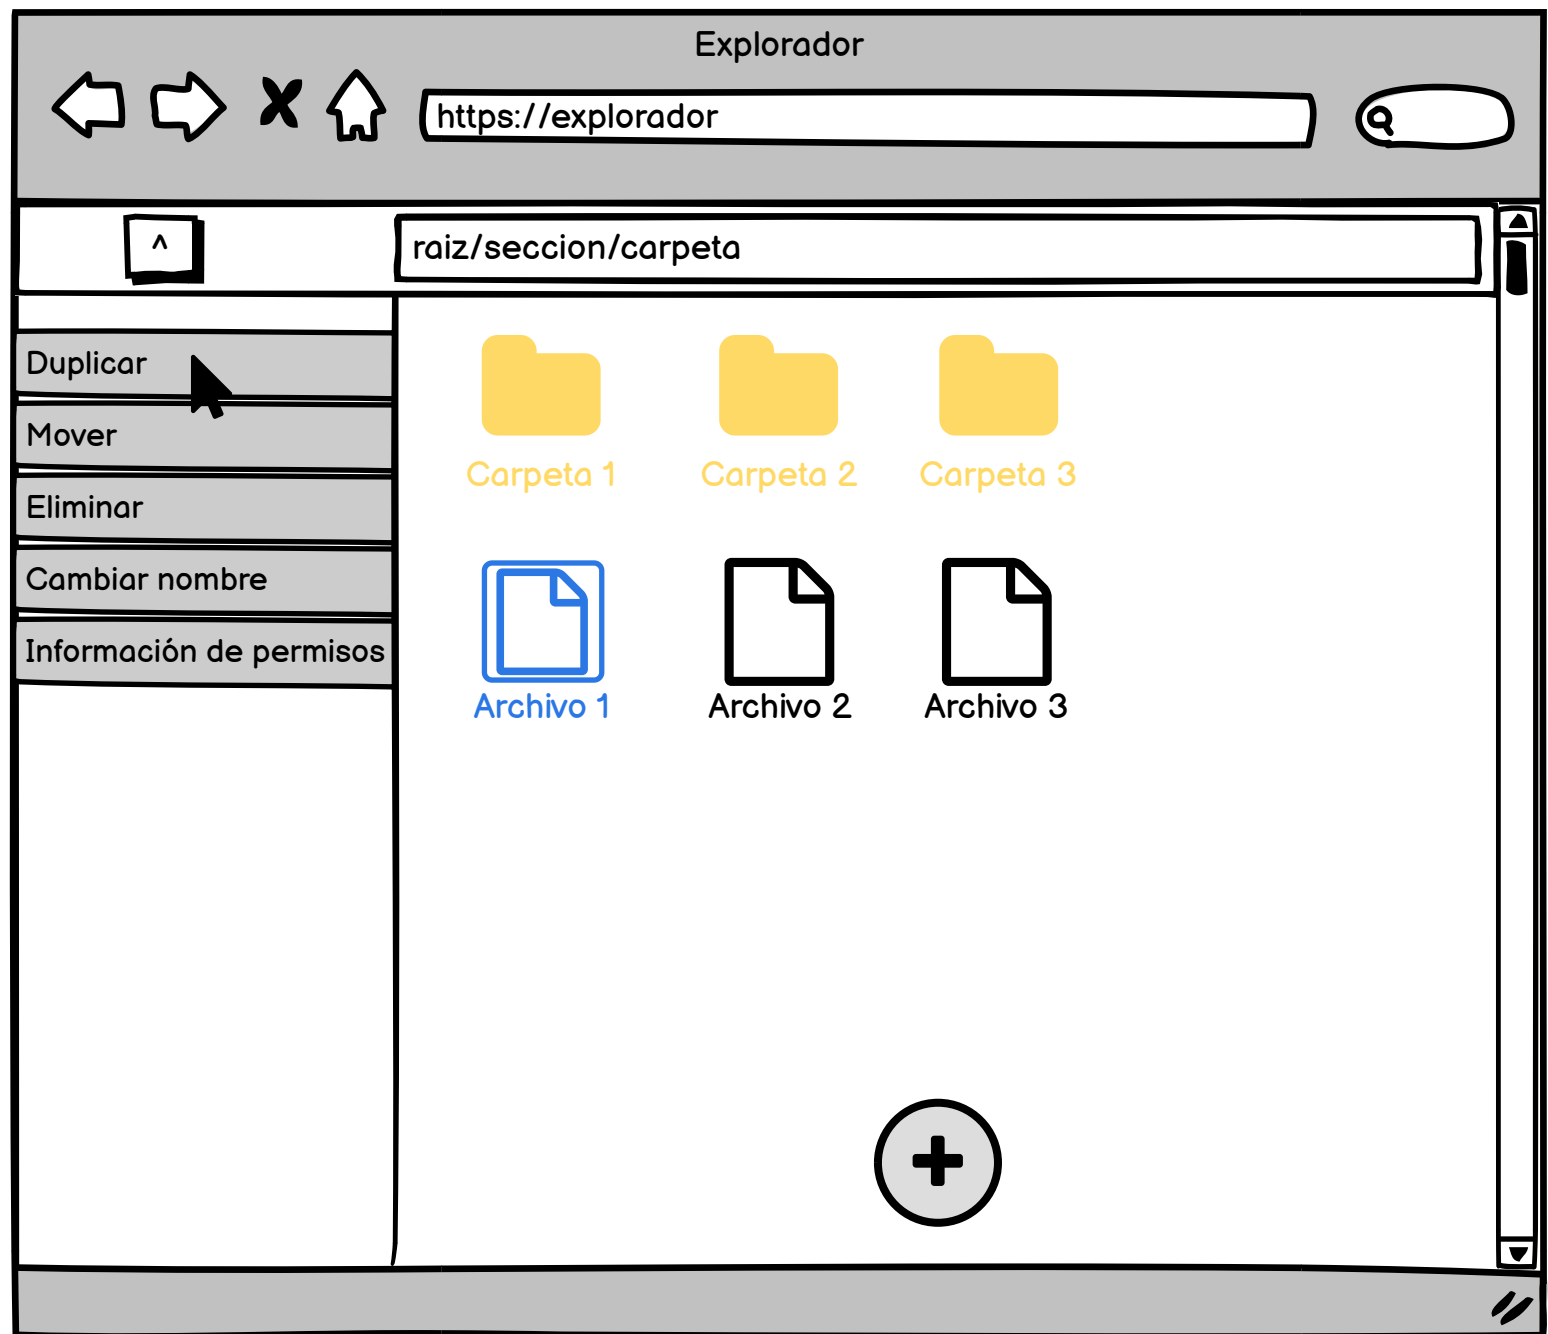 Explorador
https://explorador
^
raiz/seccion/carpeta
Duplicar
Mover
Eliminar
Cambiar nombre
Información de permisos
Carpeta 1
Carpeta 2
Carpeta 3
Archivo 1
Archivo 2
Archivo 3